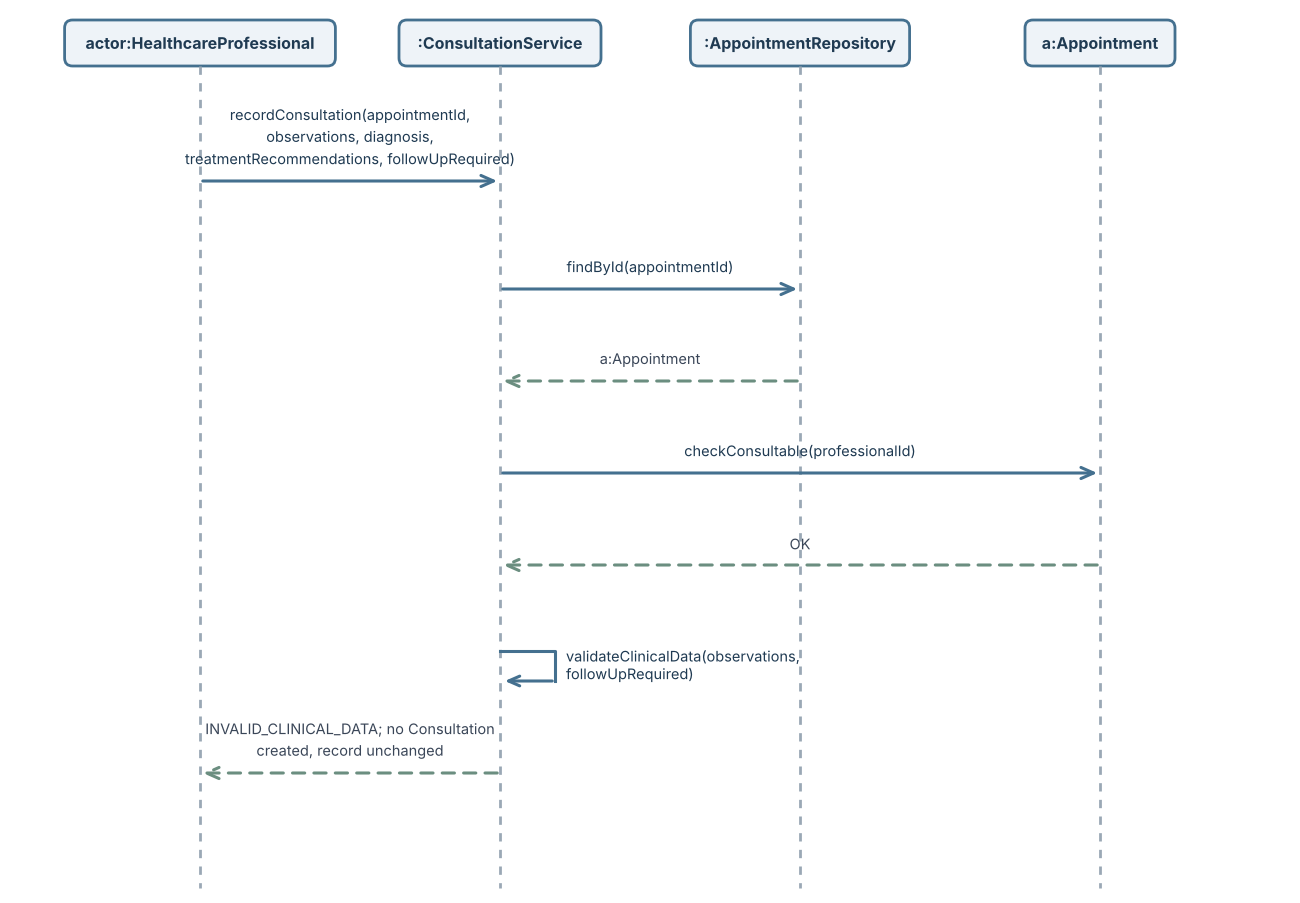 actor:HealthcareProfessional
:ConsultationService
:AppointmentRepository
a:Appointment
recordConsultation(appointmentId,
observations, diagnosis,
treatmentRecommendations, followUpRequired)
findById(appointmentId)
a:Appointment
checkConsultable(professionalId)
OK
validateClinicalData(observations,
followUpRequired)
INVALID_CLINICAL_DATA; no Consultation
created, record unchanged